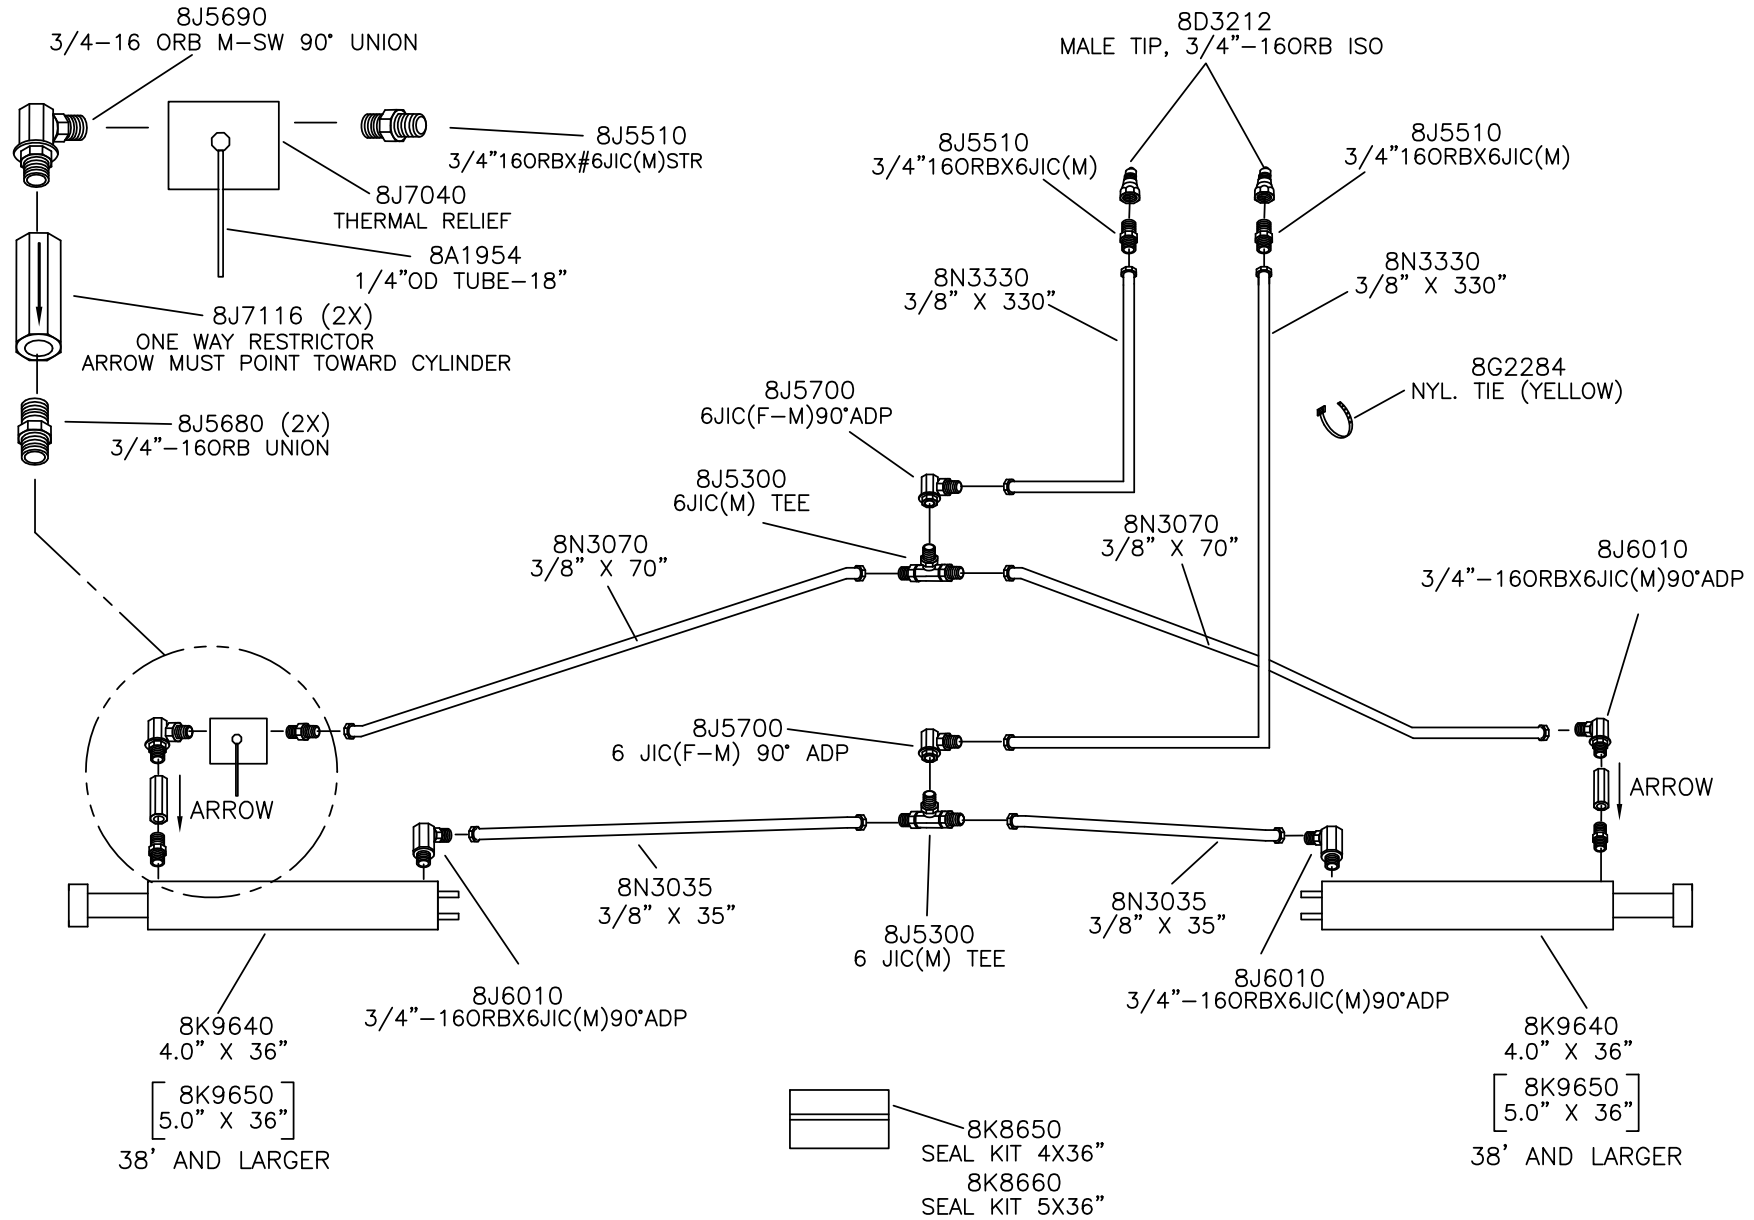 8J5690
3/4-16 ORB M-SW 90° UNION
8D3212
MALE TIP, 3/4"-16ORB ISO
8J5510
3/4"16ORBX#6JIC(M)STR
8J5510
3/4"16ORBX6JIC(M)
8J5510
3/4"16ORBX6JIC(M)
8J7040
THERMAL RELIEF
8A1954
1/4"OD TUBE-18"
8N3330
3/8" X 330"
8N3330
3/8" X 330"
8J7116 (2X)
ONE WAY RESTRICTOR
ARROW MUST POINT TOWARD CYLINDER
8G2284
NYL. TIE (YELLOW)
8J5700
6JIC(F-M)90°ADP
8J5680 (2X)
3/4"-16ORB UNION
8J5300
6JIC(M) TEE
8N3070
3/8" X 70"
8N3070
3/8" X 70"
8J6010
3/4"-16ORBX6JIC(M)90°ADP
8J5700
6 JIC(F-M) 90° ADP
ARROW
ARROW
8N3035
3/8" X 35"
8J5300
6 JIC(M) TEE
8N3035
3/8" X 35"
8J6010
3/4"-16ORBX6JIC(M)90°ADP
8J6010
3/4"-16ORBX6JIC(M)90°ADP
8K9640
4.0" X 36"
8K9650
5.0" X 36"
38' AND LARGER
8K9640
4.0" X 36"
8K9650
5.0" X 36"
38' AND LARGER
8K8650
SEAL KIT 4X36"
8K8660
SEAL KIT 5X36"